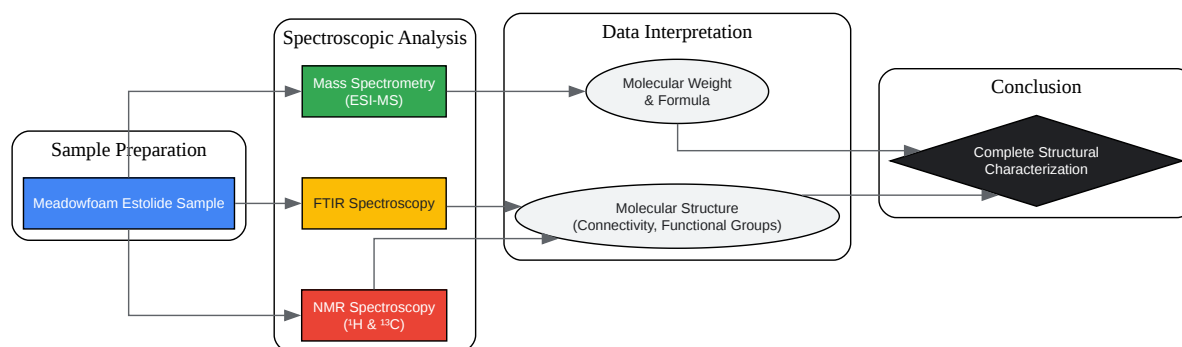 Sample Preparation
Meadowfoam Estolide Sample
Spectroscopic Analysis
Mass Spectrometry
(ESI-MS)
FTIR Spectroscopy
NMR Spectroscopy
(¹H & ¹³C)
Data Interpretation
Molecular Weight
& Formula
Molecular Structure
(Connectivity, Functional Groups)
Conclusion
Complete Structural
Characterization